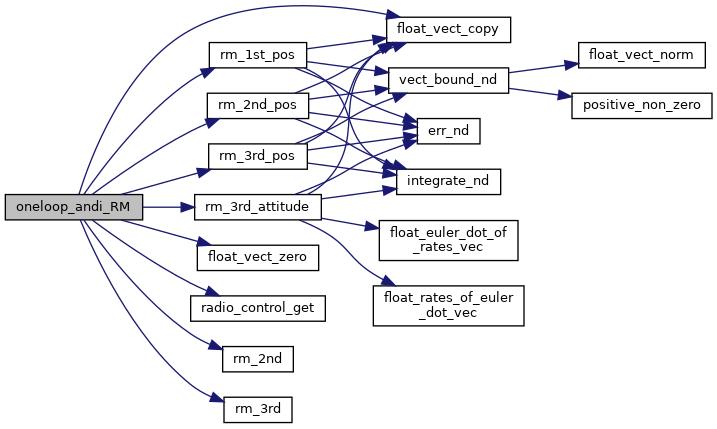 float_vect_copy
float_vect_norm
rm_1st_pos
vect_bound_nd
rm_2nd_pos
positive_non_zero
err_nd
rm_3rd_pos
integrate_nd
oneloop_andi_RM
rm_3rd_attitude
float_euler_dot_of
_rates_vec
float_vect_zero
float_rates_of_euler
_dot_vec
radio_control_get
rm_2nd
rm_3rd